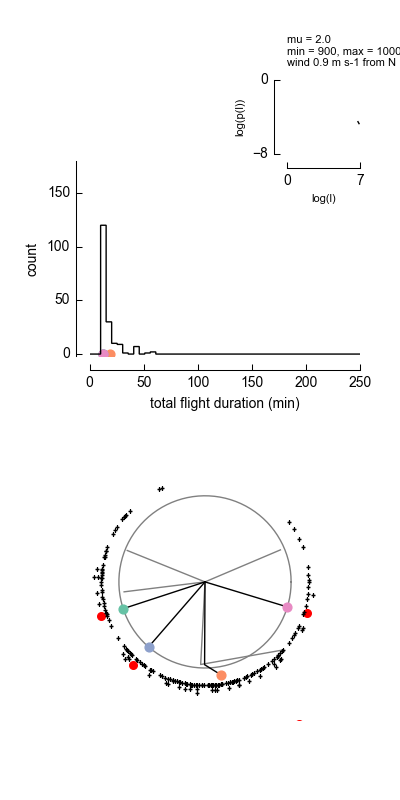 mu = 2.0
min = 900, max = 1000
wind 0.9 m s-1 from N
0
log(p(l))
−8
0 7
log(l)
150
100
count
50
0
0 50 100 150 200 250
total flight duration (min)